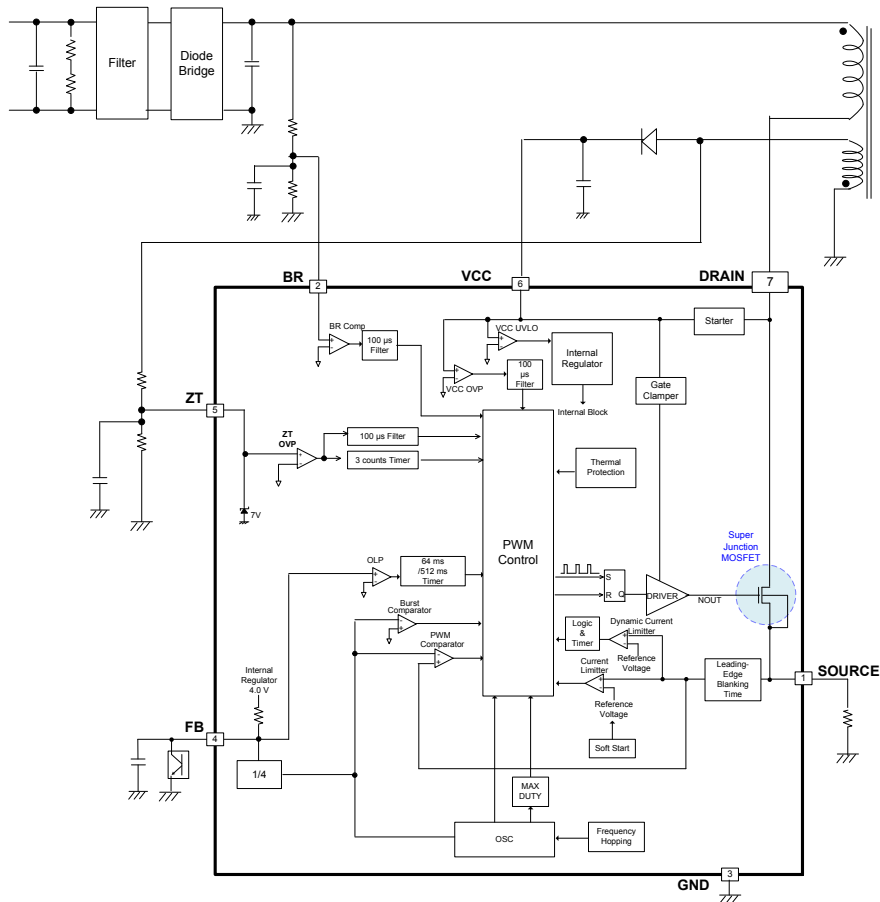 Filter
Diode
Bridge
BR
2
VCC
6
DRAIN
7
BR Comp
100 µs
Filter
VCC UVLO
VCC OVP
100
µs
Filter
Internal
Regulator
Internal Block
Starter
Gate
Clamper
ZT
5
ZT
OVP
100 µs Filter
3 counts Timer
7V
Thermal
Protection
PWM
Control
Super
Junction
MOSFET
OLP
64 ms
/512 ms
Timer
S
R
Q
DRIVER
NOUT
Burst
Comparator
PWM
Comparator
Logic
&
Timer
Dynamic Current
Limitter
Reference
Voltage
Current
Limitter
Reference
Voltage
Leading-
Edge
Blanking
Time
1
SOURCE
Internal
Regulator
4.0 V
FB
4
1/4
Soft Start
MAX
DUTY
OSC
Frequency
Hopping
GND
3